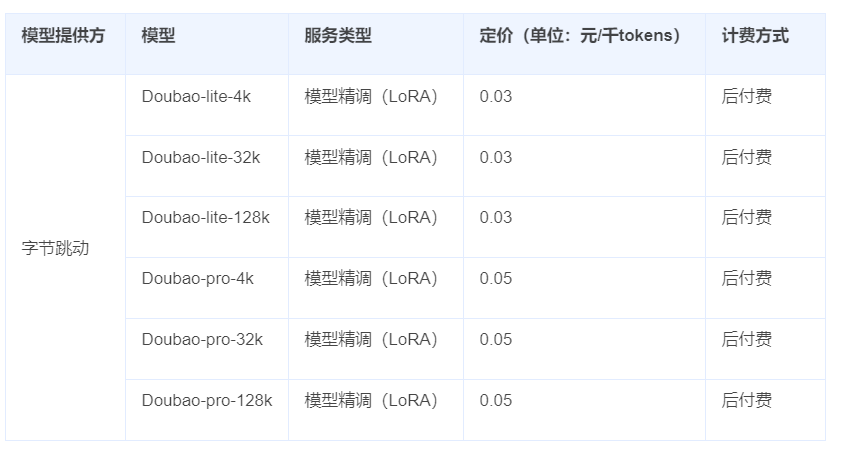 模型提供方 模型 服务类型 定价（单位：元/千tokens） 计费方式
Doubao-lite-4k 模型精调（LoRA） 0.03 后付费
Doubao-lite-32k 模型精调（LoRA） 0.03 后付费
Doubao-lite-128k 模型精调（LoRA） 0.03 后付费
字节跳动
Doubao-pro-4k 模型精调（LoRA） 0.05 后付费
Doubao-pro-32k 模型精调（LoRA） 0.05 后付费
Doubao-pro-128k 模型精调（LoRA） 0.05 后付费